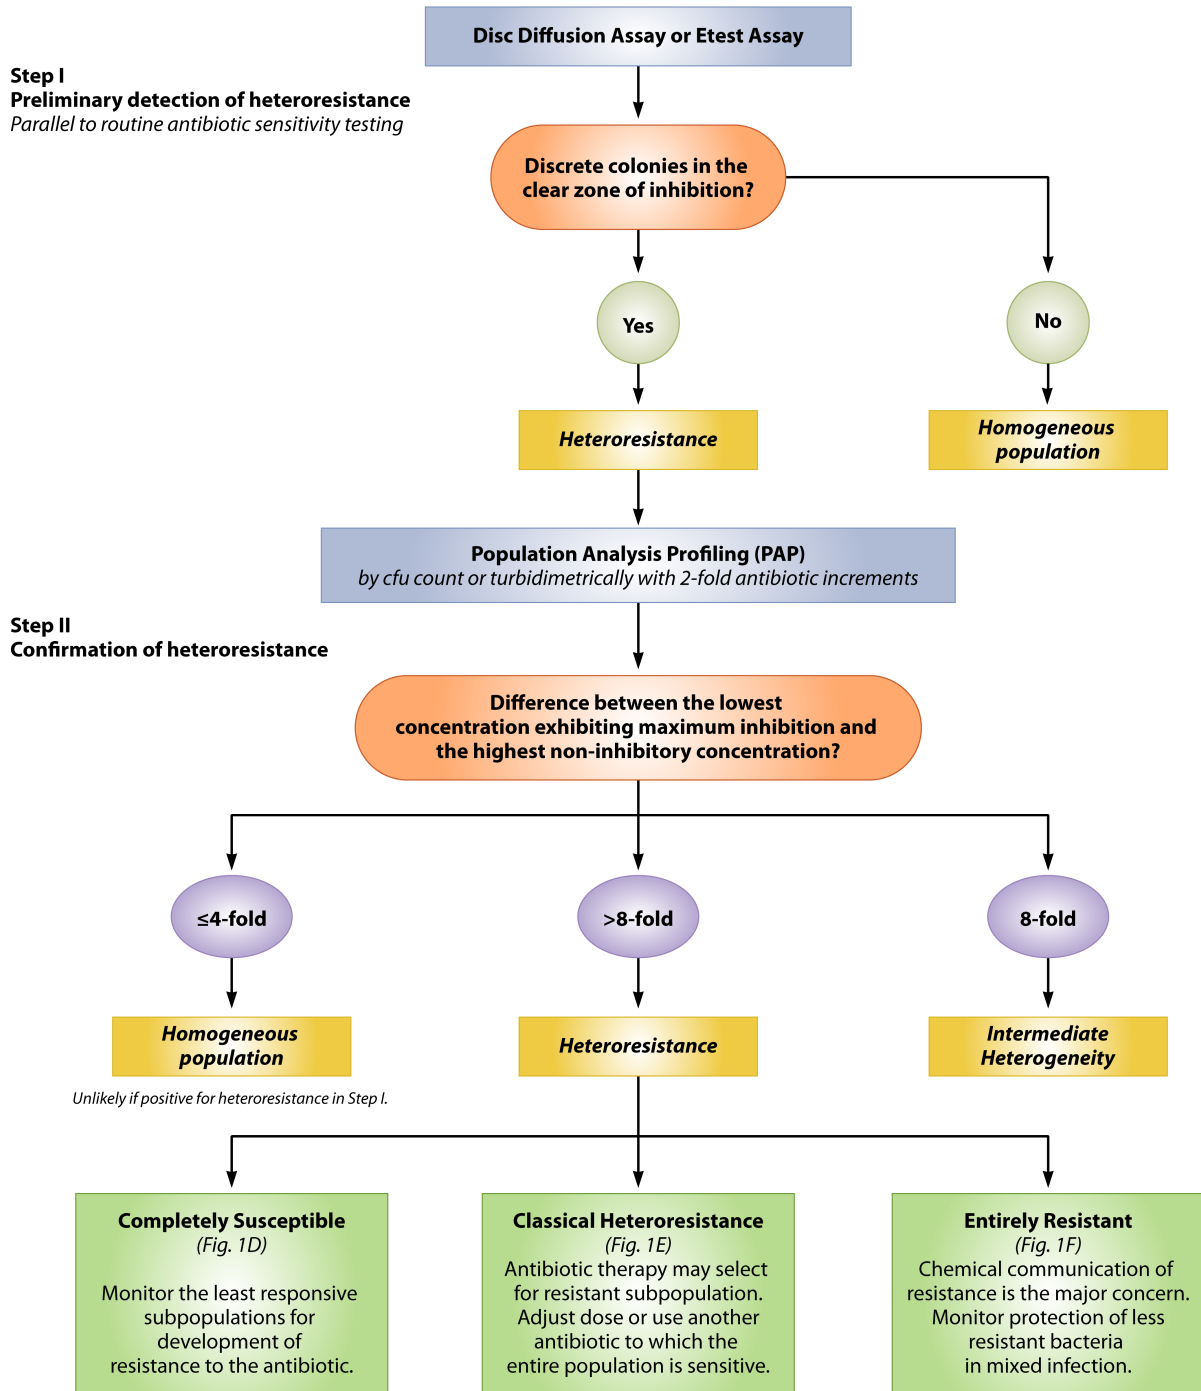 Disc Diffusion Assay or Etest Assay
Step I
Preliminary detection of heteroresistance
Parallel to routine antibiotic sensitivity testing
Discrete colonies in the
clear zone of inhibition?
Yes
No
Heteroresistance
Homogeneous
population
Population Analysis Profiling (PAP)
by cfu count or turbidimetrically with 2-fold antibiotic increments
Step II
Confirmation of heteroresistance
Difference between the lowest
concentration exhibiting maximum inhibition and
the highest non-inhibitory concentration?
≤4-fold
>8-fold
8-fold
Homogeneous
population
Heteroresistance
Intermediate
Heterogeneity
Unlikely if positive for heteroresistance in Step I.
Completely Susceptible
(Fig. 1D)
Monitor the least responsive
subpopulations for
development of
resistance to the antibiotic.
Classical Heteroresistance
(Fig. 1E)
Antibiotic therapy may select
for resistant subpopulation.
Adjust dose or use another
antibiotic to which the
entire population is sensitive.
Entirely Resistant
(Fig. 1F)
Chemical communication of
resistance is the major concern.
Monitor protection of less
resistant bacteria
in mixed infection.